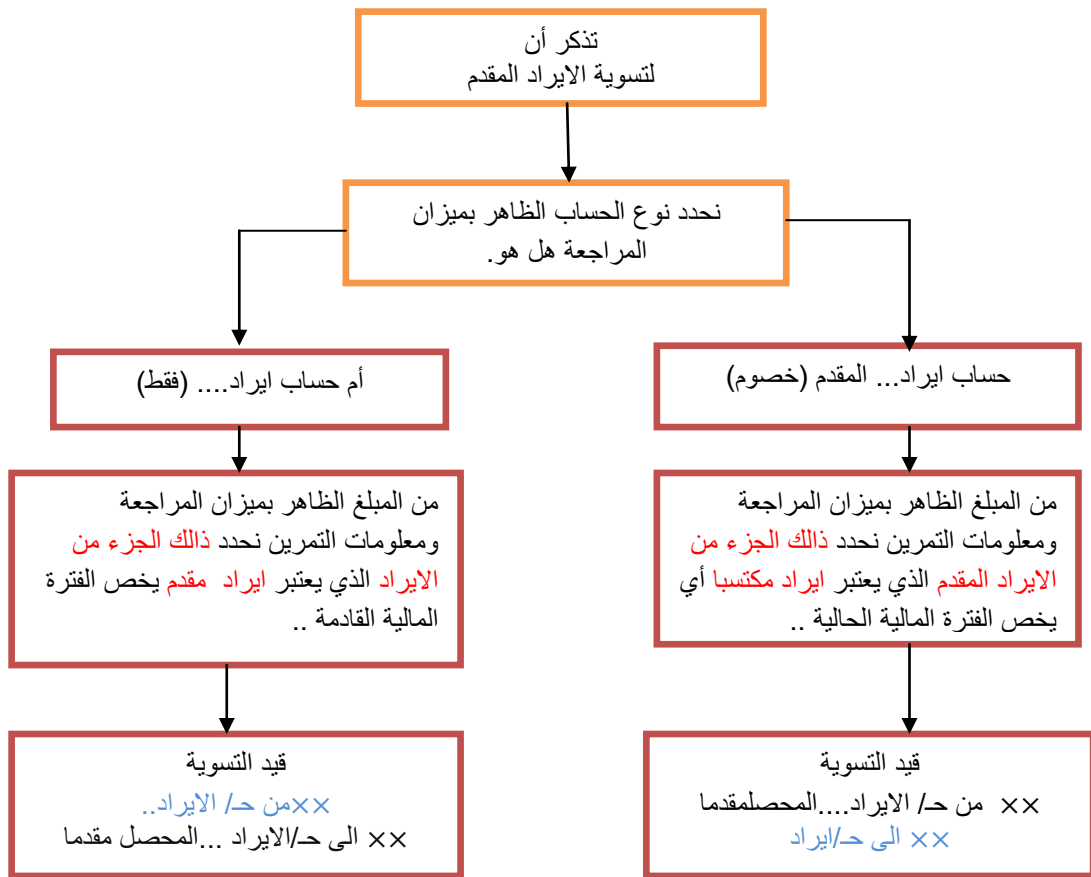 تذكر أن
لتسوية الايراد المقدم
نحدد نوع الحساب الظاهر بميزان
المراجعة هل هو.
حساب ايراد... المقدم (خصوم)
أم حساب ايراد.... (فقط)
من المبلغ الظاهر بميزان المراجعة
ومعلومات التمرين نحدد ذالك الجزء من
الايراد المقدم الذي يعتبر ايراد مكتسبا أي
يخص الفترة المالية الحالية ..
من المبلغ الظاهر بميزان المراجعة
ومعلومات التمرين نحدد ذالك الجزء من
الايراد الذي يعتبر ايراد مقدم يخص الفترة
المالية القادمة ..
قيد التسوية
×× من حـ/ الايراد....المحصلمقدما
×× الى حـ/ايراد
قيد التسوية
××من حـ/ الايراد..
×× الى حـ/الايراد ...المحصل مقدما